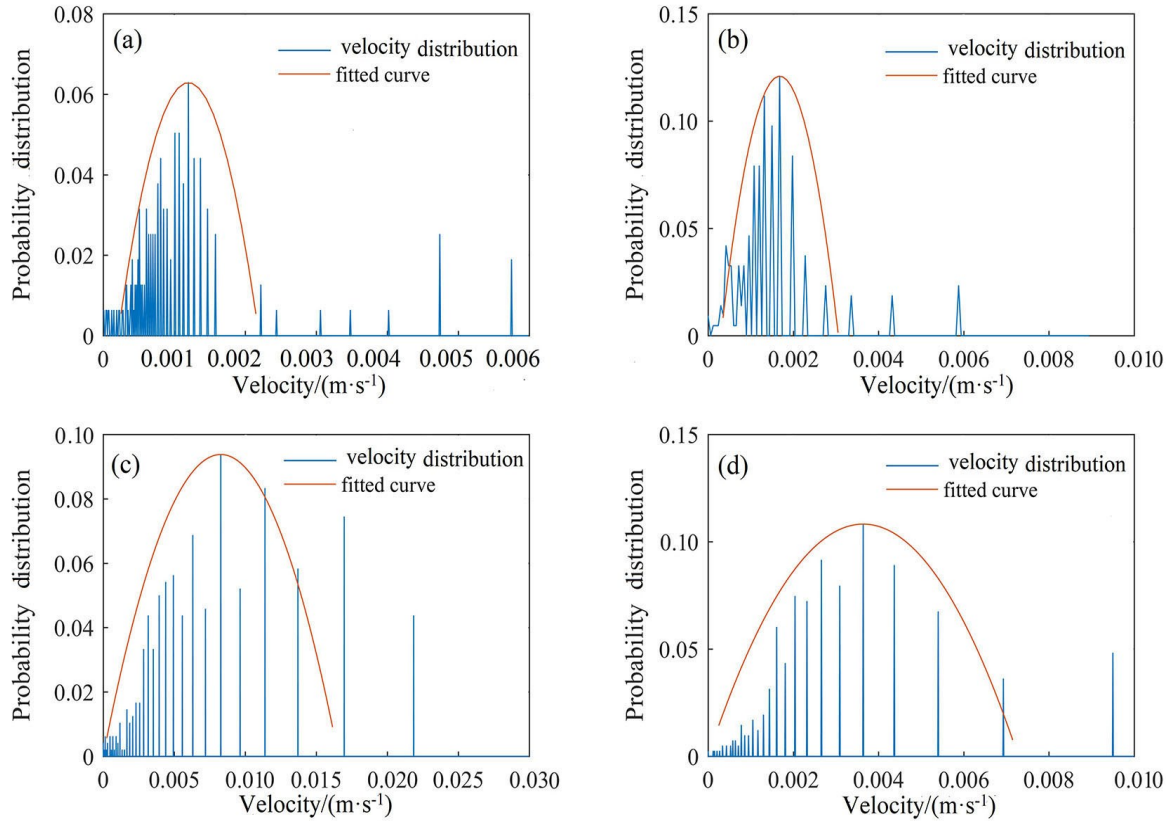 (a)
velocity distribution
fitted curve
Probability distribution
0.08
0.06
0.04
0.02
0
0 0.001 0.002 0.003 0.004 0.005 0.006
Velocity/(m·s⁻¹)
(b)
velocity distribution
fitted curve
Probability distribution
0.15
0.10
0.05
0
0 0.002 0.004 0.006 0.008 0.010
Velocity/(m·s⁻¹)
(c)
velocity distribution
fitted curve
Probability distribution
0.10
0.08
0.06
0.04
0.02
0
0 0.005 0.010 0.015 0.020 0.025 0.030
Velocity/(m·s⁻¹)
(d)
velocity distribution
fitted curve
Probability distribution
0.15
0.10
0.05
0
0 0.002 0.004 0.006 0.008 0.010
Velocity/(m·s⁻¹)